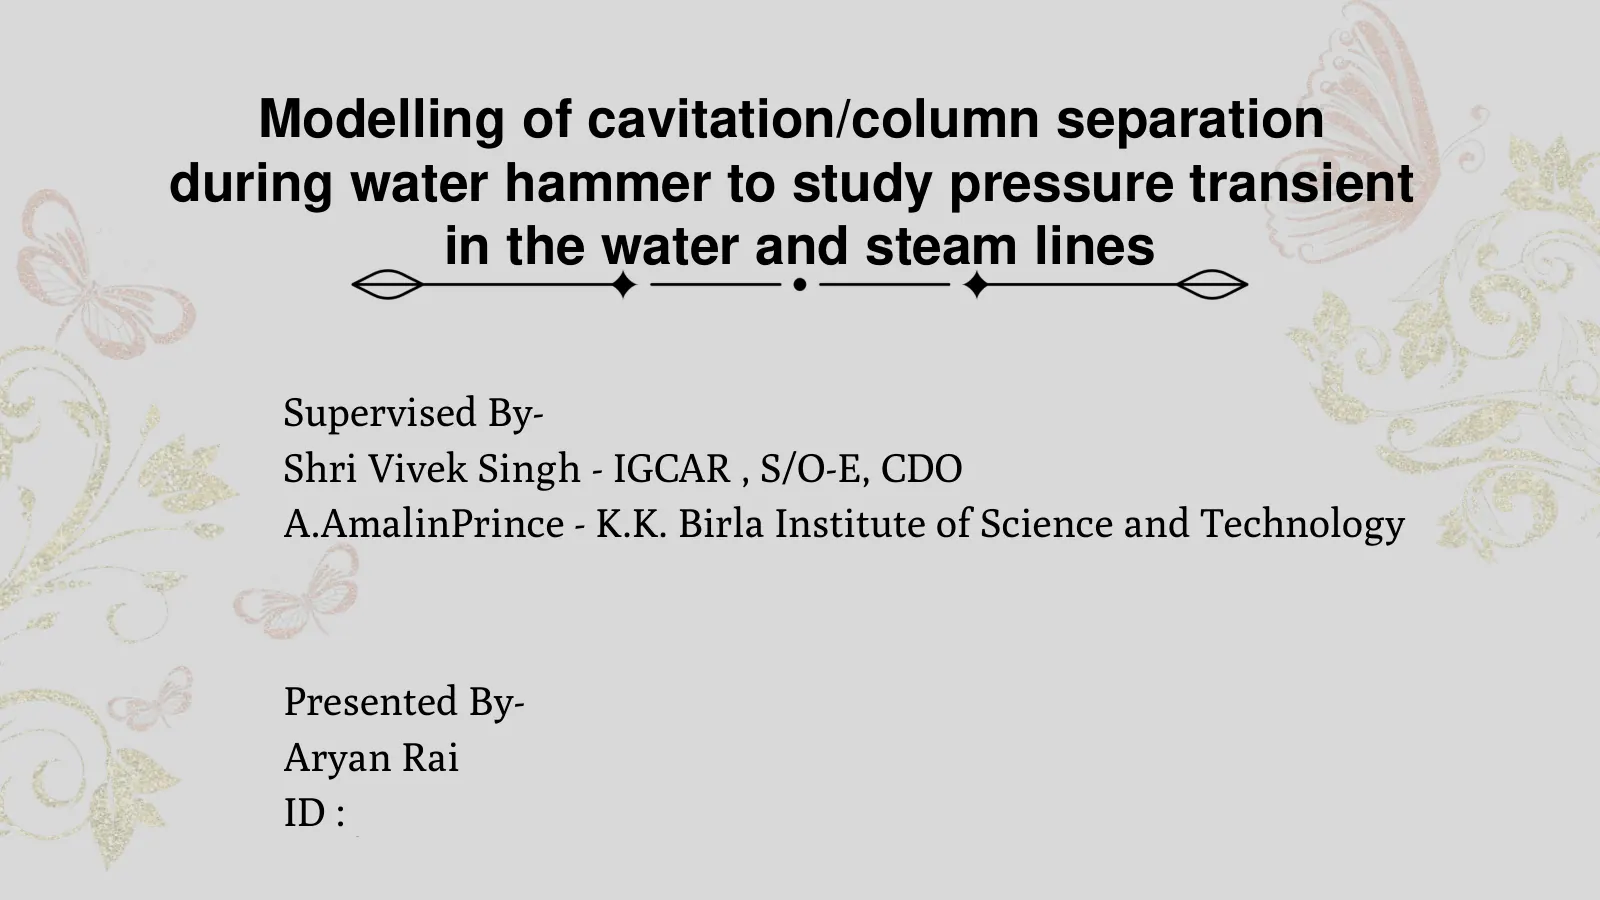 Modelling of cavitation/column separation
during water hammer to study pressure transient
in the water and steam lines
Supervised By-
Shri Vivek Singh - IGCAR , S/O-E, CDO
A.AmalinPrince - K.K. Birla Institute of Science and Technology
Presented By-
Aryan Rai
ID :